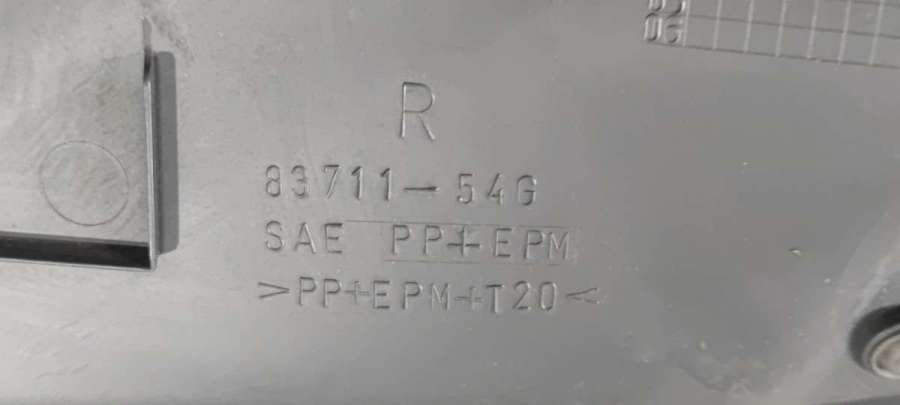 R
83711-54G
SAE PP+EPM
>PP+EPM+T20<